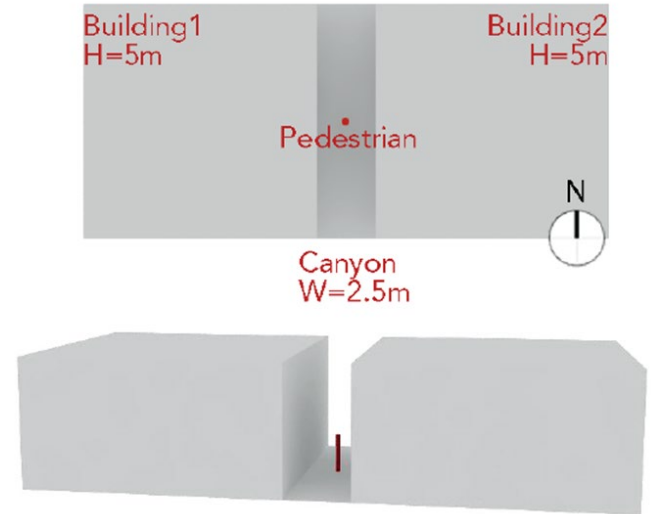 Building1
H=5m
Building2
H=5m
Pedestrian
N
Canyon
W=2.5m